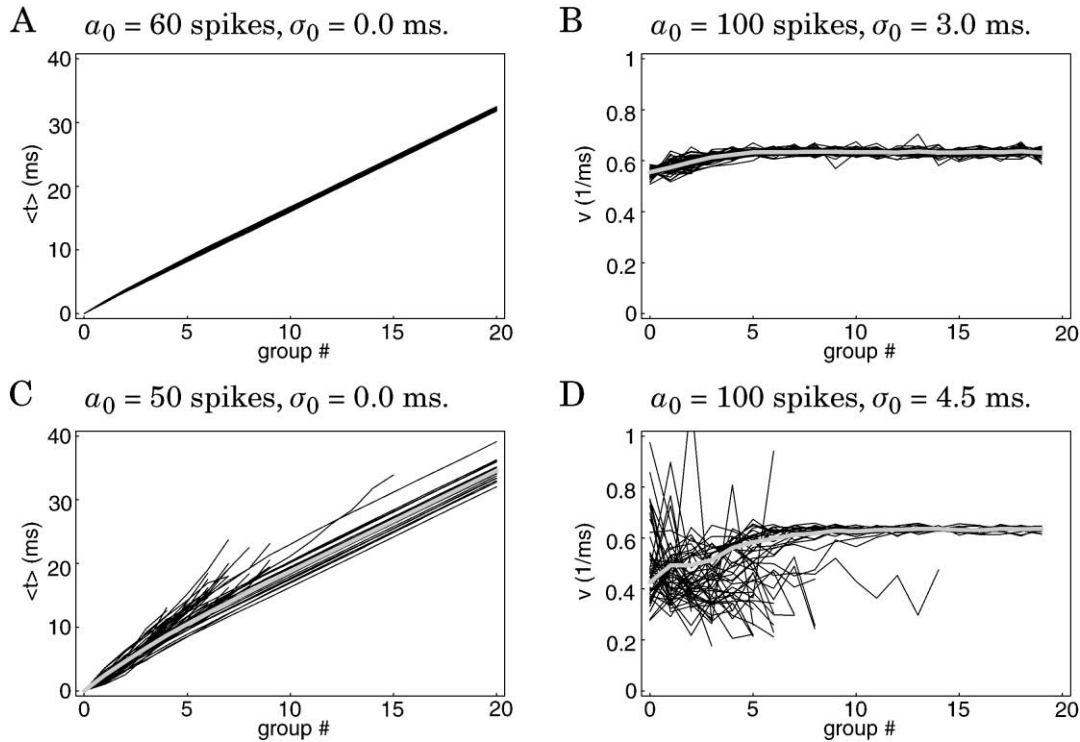 A a₀ = 60 spikes, σ₀ = 0.0 ms.
40
30
20
10
0
<t> (ms)
0 5 10 15 20
group #
B a₀ = 100 spikes, σ₀ = 3.0 ms.
1
0.8
0.6
0.4
0.2
0
v (1/ms)
0 5 10 15 20
group #
C a₀ = 50 spikes, σ₀ = 0.0 ms.
40
30
20
10
0
<t> (ms)
0 5 10 15 20
group #
D a₀ = 100 spikes, σ₀ = 4.5 ms.
1
0.8
0.6
0.4
0.2
0
v (1/ms)
0 5 10 15 20
group #